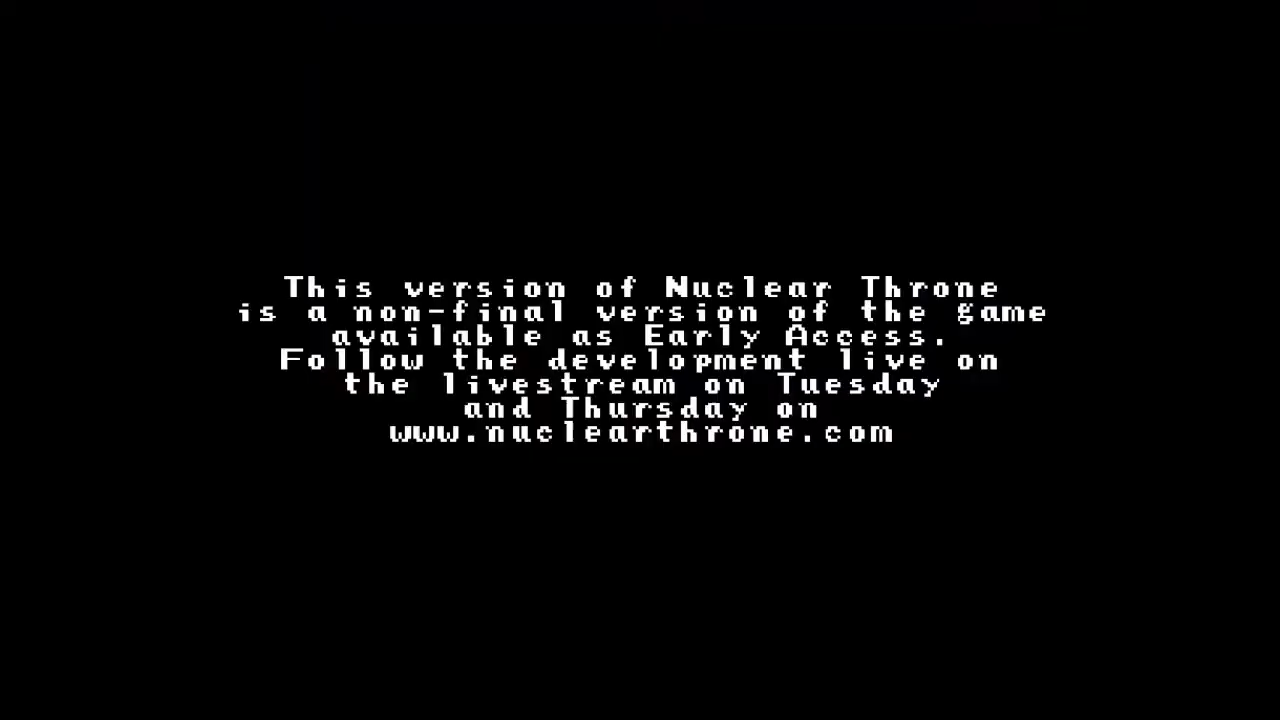 This version of Nuclear Throne
is a non-final version of the game
available as Early Access.
Follow the development live on
the livestream on Tuesday
and Thursday on
www.nuclearthrone.com